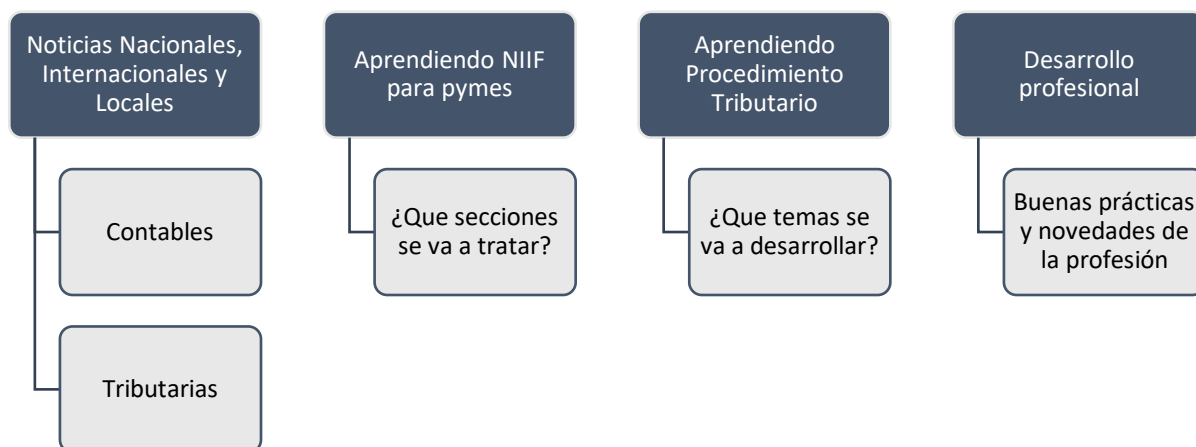 Noticias Nacionales,
Internacionales y
Locales
Contables
Tributarias
Aprendiendo NIIF
para pymes
¿Que secciones
se va a tratar?
Aprendiendo
Procedimiento
Tributario
¿Que temas se
va a desarrollar?
Desarrollo
profesional
Buenas prácticas
y novedades de
la profesión